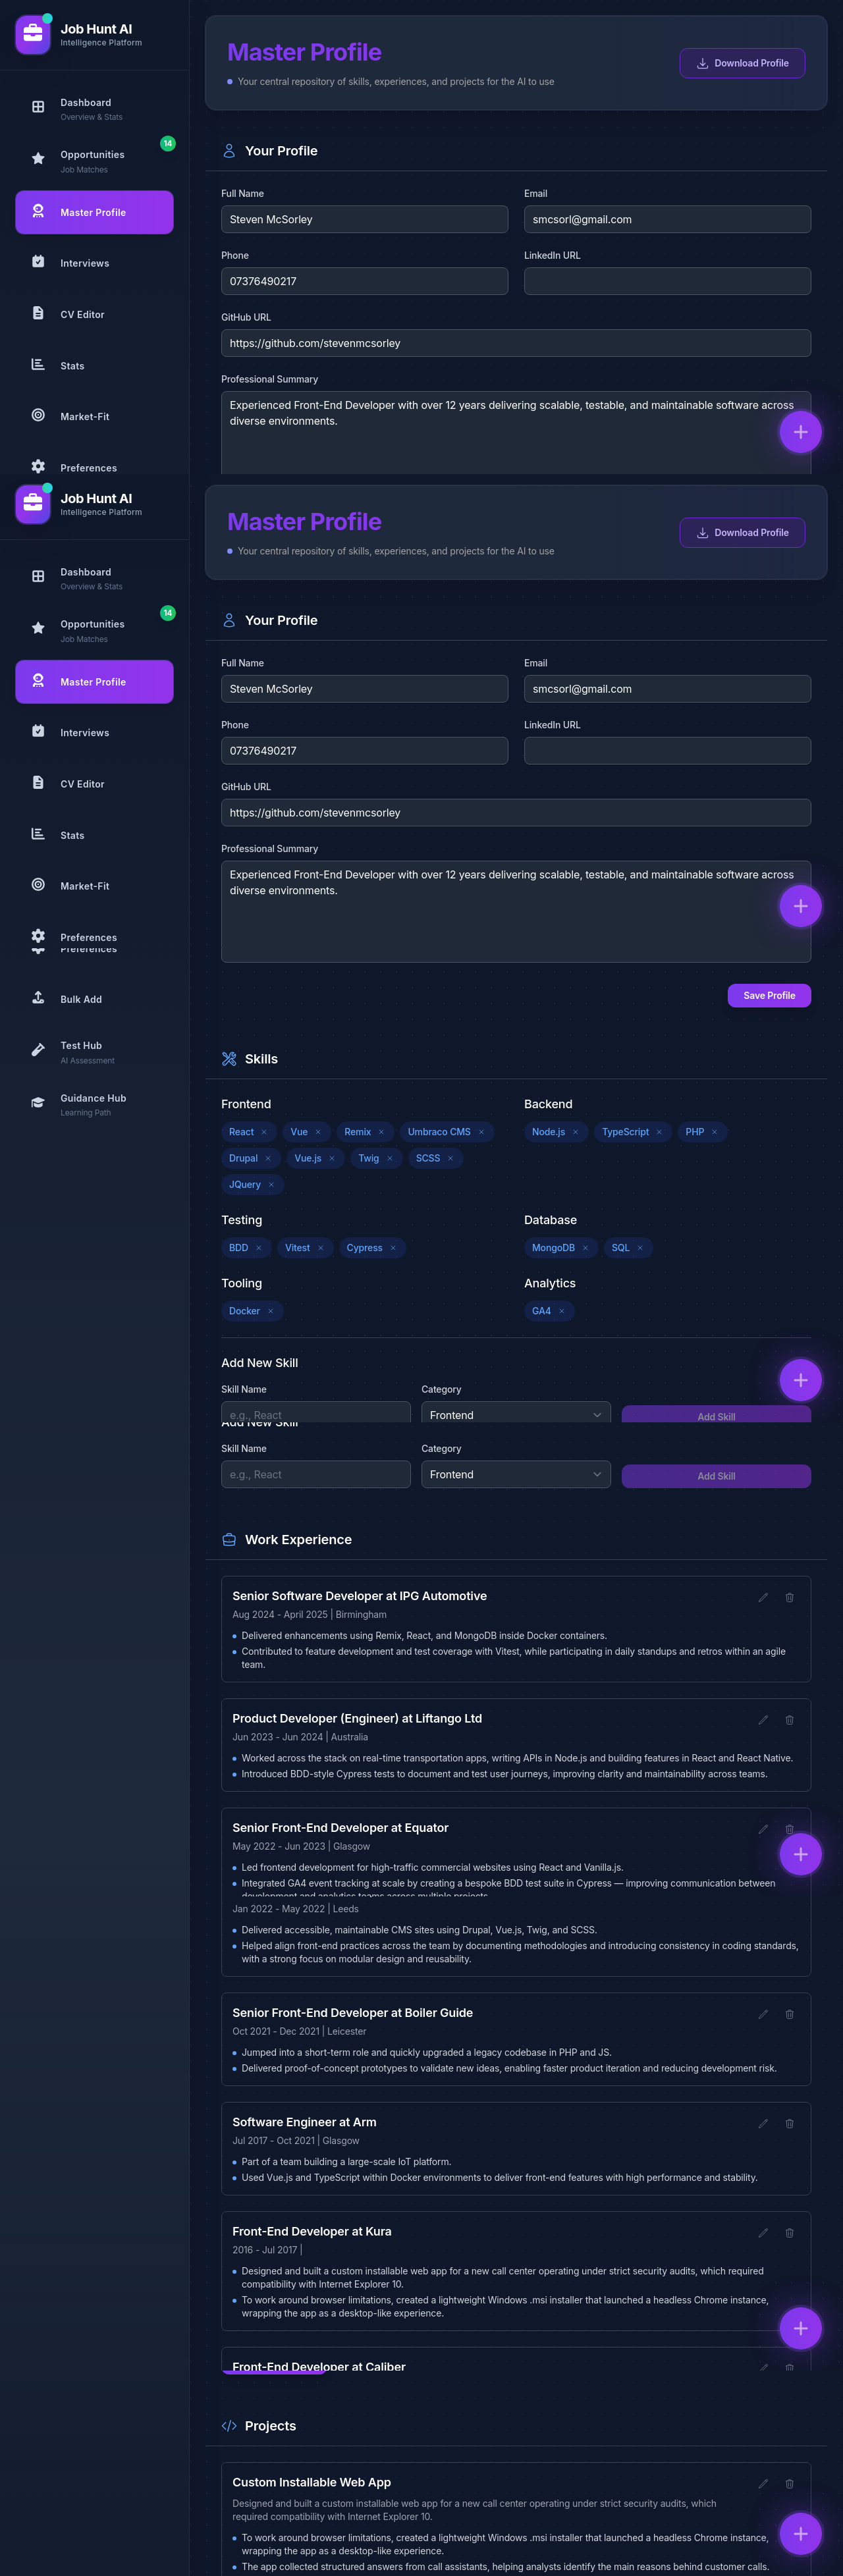 Job Hunt AI
Intelligence Platform
Dashboard
Overview & Stats
14
Opportunities
Job Matches
Master Profile
Interviews
CV Editor
Stats
Market-Fit
Preferences
Master Profile
Your central repository of skills, experiences, and projects for the AI to use
Download Profile
Your Profile
Full Name
Email
Steven McSorley
smcsorl@gmail.com
Phone
LinkedIn URL
07376490217
GitHub URL
https://github.com/stevenmcsorley
Professional Summary
Experienced Front-End Developer with over 12 years delivering scalable, testable, and maintainable software across
diverse environments.
Job Hunt AI
Intelligence Platform
Dashboard
Overview & Stats
14
Opportunities
Job Matches
Master Profile
Interviews
CV Editor
Stats
Market-Fit
Preferences
Preferences
Bulk Add
Test Hub
AI Assessment
Guidance Hub
Learning Path
Master Profile
Your central repository of skills, experiences, and projects for the AI to use
Download Profile
Your Profile
Full Name
Email
Steven McSorley
smcsorl@gmail.com
Phone
LinkedIn URL
07376490217
GitHub URL
https://github.com/stevenmcsorley
Professional Summary
Experienced Front-End Developer with over 12 years delivering scalable, testable, and maintainable software across
diverse environments.
Save Profile
Skills
Frontend
React × Vue × Remix × Umbraco CMS ×
Drupal × Vue.js × Twig × SCSS ×
JQuery ×
Backend
Node.js × TypeScript × PHP ×
Testing
BDD × Vitest × Cypress ×
Database
MongoDB × SQL ×
Tooling
Docker ×
Analytics
GA4 ×
Add New Skill
Skill Name
Category
e.g., React
Frontend
Add Skill
Add New Skill
Skill Name
Category
e.g., React
Frontend
Add Skill
Work Experience
Senior Software Developer at IPG Automotive
Aug 2024 - April 2025 | Birmingham
Delivered enhancements using Remix, React, and MongoDB inside Docker containers.
Contributed to feature development and test coverage with Vitest, while participating in daily standups and retros within an agile
team.
Product Developer (Engineer) at Liftango Ltd
Jun 2023 - Jun 2024 | Australia
Worked across the stack on real-time transportation apps, writing APIs in Node.js and building features in React and React Native.
Introduced BDD-style Cypress tests to document and test user journeys, improving clarity and maintainability across teams.
Senior Front-End Developer at Equator
May 2022 - Jun 2023 | Glasgow
Led frontend development for high-traffic commercial websites using React and Vanilla.js.
Integrated GA4 event tracking at scale by creating a bespoke BDD test suite in Cypress — improving communication between
development and analytics teams across multiple projects.
Jan 2022 - May 2022 | Leeds
Delivered accessible, maintainable CMS sites using Drupal, Vue.js, Twig, and SCSS.
Helped align front-end practices across the team by documenting methodologies and introducing consistency in coding standards,
with a strong focus on modular design and reusability.
Senior Front-End Developer at Boiler Guide
Oct 2021 - Dec 2021 | Leicester
Jumped into a short-term role and quickly upgraded a legacy codebase in PHP and JS.
Delivered proof-of-concept prototypes to validate new ideas, enabling faster product iteration and reducing development risk.
Software Engineer at Arm
Jul 2017 - Oct 2021 | Glasgow
Part of a team building a large-scale IoT platform.
Used Vue.js and TypeScript within Docker environments to deliver front-end features with high performance and stability.
Front-End Developer at Kura
2016 - Jul 2017 |
Designed and built a custom installable web app for a new call center operating under strict security audits, which required
compatibility with Internet Explorer 10.
To work around browser limitations, created a lightweight Windows .msi installer that launched a headless Chrome instance,
wrapping the app as a desktop-like experience.
Front-End Developer at Caliber
Projects
Custom Installable Web App
Designed and built a custom installable web app for a new call center operating under strict security audits, which
required compatibility with Internet Explorer 10.
To work around browser limitations, created a lightweight Windows .msi installer that launched a headless Chrome instance,
wrapping the app as a desktop-like experience.
The app collected structured answers from call assistants, helping analysts identify the main reasons behind customer calls.